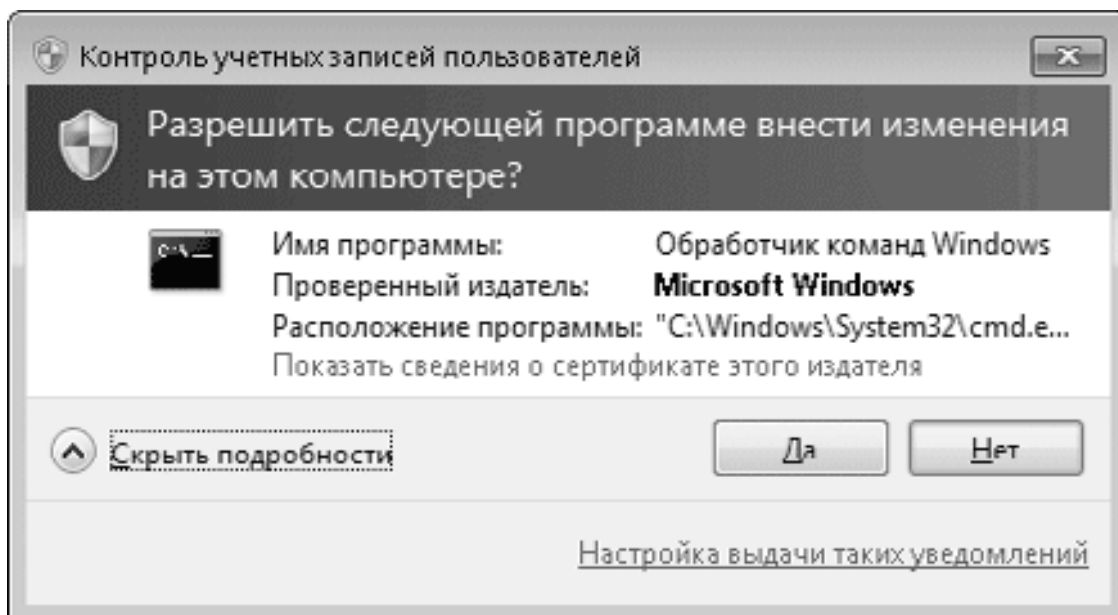 Контроль учетных записей пользователей
Разрешить следующей программе внести изменения
на этом компьютере?
C:\_
Имя программы: Обработчик команд Windows
Проверенный издатель: Microsoft Windows
Расположение программы: "C:\Windows\System32\cmd.e...
Показать сведения о сертификате этого издателя
Скрыть подробности
Да
Нет
Настройка выдачи таких уведомлений